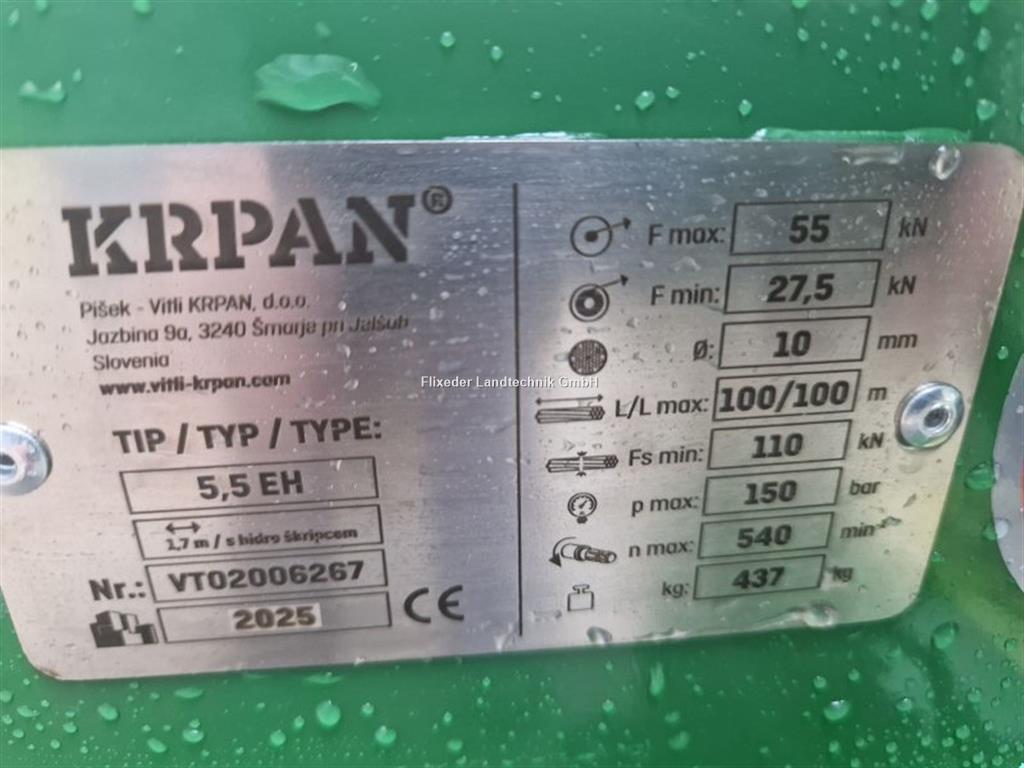 KRPAN®
Pišek - Vitli KRPAN, d.o.o.
Jazbina 9a, 3240 Šmarje pri Jelšah
Slovenia
www.vitli-krpan.com
TIP / TYP / TYPE:
5,5 EH
1,7 m / s hidro škripcem
Nr.: VT02006267
2025 CE
F max: 55 kN
F min: 27,5 kN
Ø: 10 mm
L/L max: 100/100 m
Fs min: 110 kN
p max: 150 bar
n max: 540 min⁻¹
kg: 437 kg
Flixeder Landtechnik GmbH